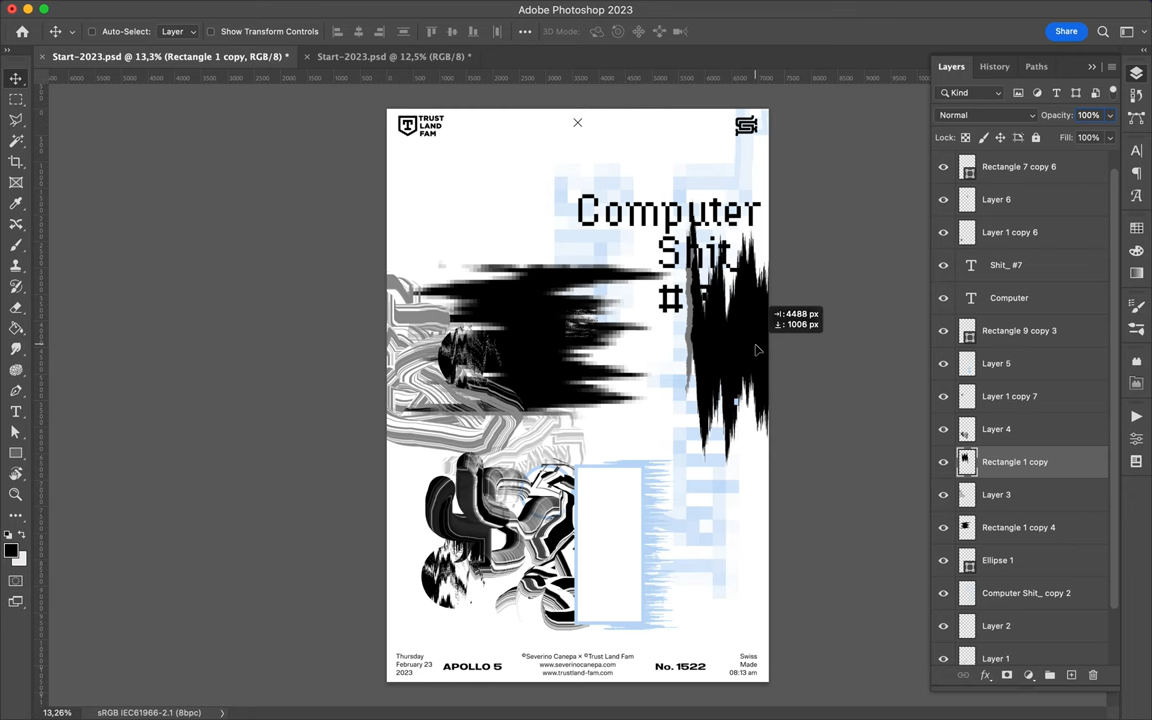 Adobe Photoshop 2023
Auto-Select: Layer Show Transform Controls 3D Mode: Share
Start-2023.psd @ 13,3% (Rectangle 1 copy, RGB/8) *
Start-2023.psd @ 12,5% (RGB/8) *
Layers History Paths
Kind
Normal Opacity: 100%
Lock: Fill: 100%
Rectangle 7 copy 6
Layer 6
Layer 1 copy 6
Shit_ #7
Computer
Rectangle 9 copy 3
Layer 5
Layer 1 copy 7
Layer 4
Rectangle 1 copy
Layer 3
Rectangle 1 copy 4
Ellipse 1
Computer Shit_ copy 2
Layer 2
Layer 1
TRUST
LAND
FAM
Computer
Shit_
#
: 4488 px
: 1006 px
Thursday
February 23
2023
APOLLO 5
©Severino Canepa × ©Trust Land Fam
www.severinocanepa.com
www.trustland-fam.com
No. 1522
Swiss
Made
08:13 am
13,26% sRGB IEC61966-2.1 (8bpc)